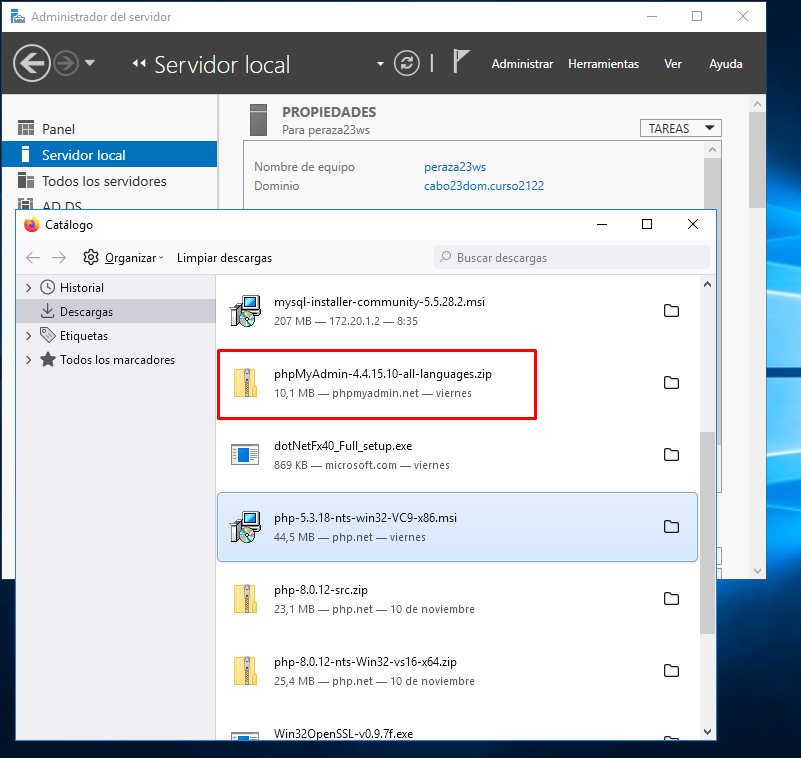 Administrador del servidor
Servidor local
Administrar Herramientas Ver Ayuda
Panel
Servidor local
Todos los servidores
AD DS
PROPIEDADES
Para peraza23ws
TAREAS
Nombre de equipo peraza23ws
Dominio cabo23dom.curso2122
Catálogo
Organizar Limpiar descargas Buscar descargas
Historial
Descargas
Etiquetas
Todos los marcadores
mysql-installer-community-5.5.28.2.msi
207 MB — 172.20.1.2 — 8:35
phpMyAdmin-4.4.15.10-all-languages.zip
10,1 MB — phpmyadmin.net — viernes
dotNetFx40_Full_setup.exe
869 KB — microsoft.com — viernes
php-5.3.18-nts-win32-VC9-x86.msi
44,5 MB — php.net — viernes
php-8.0.12-src.zip
23,1 MB — php.net — 10 de noviembre
php-8.0.12-nts-Win32-vs16-x64.zip
25,4 MB — php.net — 10 de noviembre
Win32OpenSSL-v0.9.7f.exe